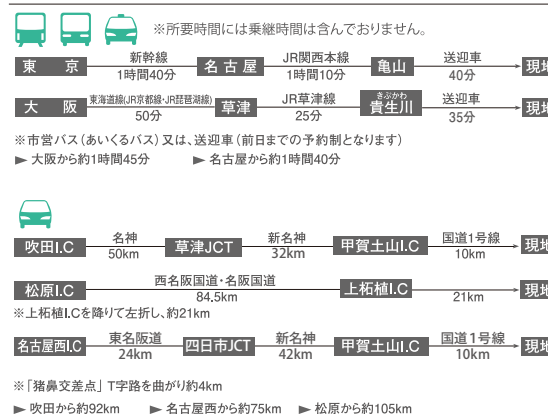 ※所要時間には乗継時間は含んでおりません。
東京 新幹線 1時間40分 名古屋 JR関西本線 1時間10分 亀山 送迎車 40分 現地
大阪 東海道線(JR京都線・JR琵琶湖線) 50分 草津 JR草津線 25分 貴生川 きぶかわ 送迎車 35分 現地
※市営バス(あいくるバス)又は、送迎車(前日までの予約制となります)
► 大阪から約1時間45分 ► 名古屋から約1時間40分
吹田I.C 名神 50km 草津JCT 新名神 32km 甲賀土山I.C 国道1号線 10km 現地
松原I.C 西名阪国道・名阪国道 84.5km 上柘植I.C 21km 現地
※上柘植I.Cを降りて左折し、約21km
名古屋西I.C 東名阪道 24km 四日市JCT 新名神 42km 甲賀土山I.C 国道1号線 10km 現地
※「猪鼻交差点」T字路を曲がり約4km
► 吹田から約92km ► 名古屋西から約75km ► 松原から約105km